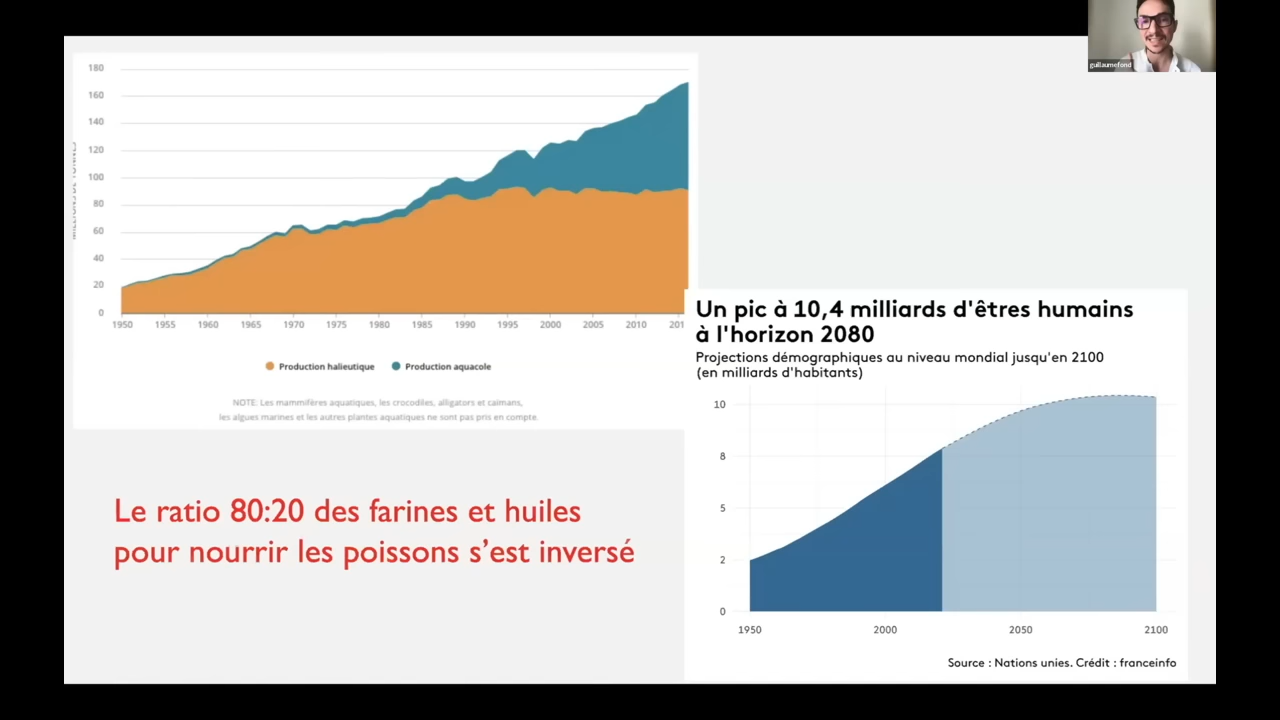 guillaumefond
180
160
140
120
100
80
60
40
20
0
MILLIONS DE TONNES
1950 1955 1960 1965 1970 1975 1980 1985 1990 1995 2000 2005 2010 201
Production halieutique Production aquacole
NOTE: Les mammifères aquatiques, les crocodiles, alligators et caïmans,
les algues marines et les autres plantes aquatiques ne sont pas pris en compte.
Un pic à 10,4 milliards d'êtres humains
à l'horizon 2080
Projections démographiques au niveau mondial jusqu'en 2100
(en milliards d'habitants)
10
8
5
2
0
1950 2000 2050 2100
Source : Nations unies. Crédit : franceinfo
Le ratio 80:20 des farines et huiles
pour nourrir les poissons s’est inversé